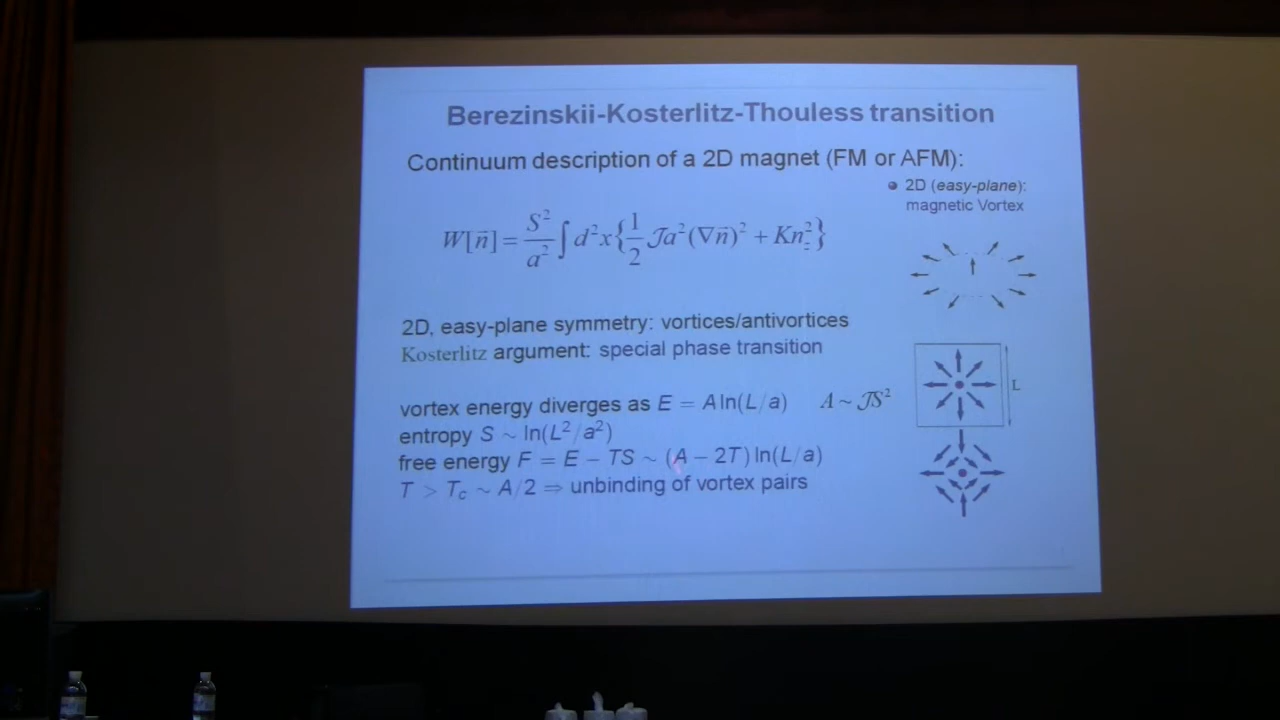 Berezinskii-Kosterlitz-Thouless transition
Continuum description of a 2D magnet (FM or AFM):
2D (easy-plane):
magnetic Vortex
W[n⃗] = S²/a² ∫ d²x{1/2 𝒥a²(∇n⃗)² + Kn_z²}
2D, easy-plane symmetry: vortices/antivortices
Kosterlitz argument: special phase transition
L
vortex energy diverges as E = A ln(L/a) A ~ 𝒥S²
entropy S ~ ln(L²/a²)
free energy F = E − TS ~ (A − 2T) ln(L/a)
T > T_c ~ A/2 ⇒ unbinding of vortex pairs